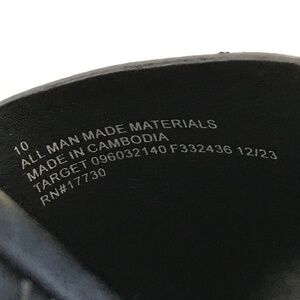 10
ALL MAN MADE MATERIALS
MADE IN CAMBODIA
TARGET 096032140 F332436 12/23
RN#17730